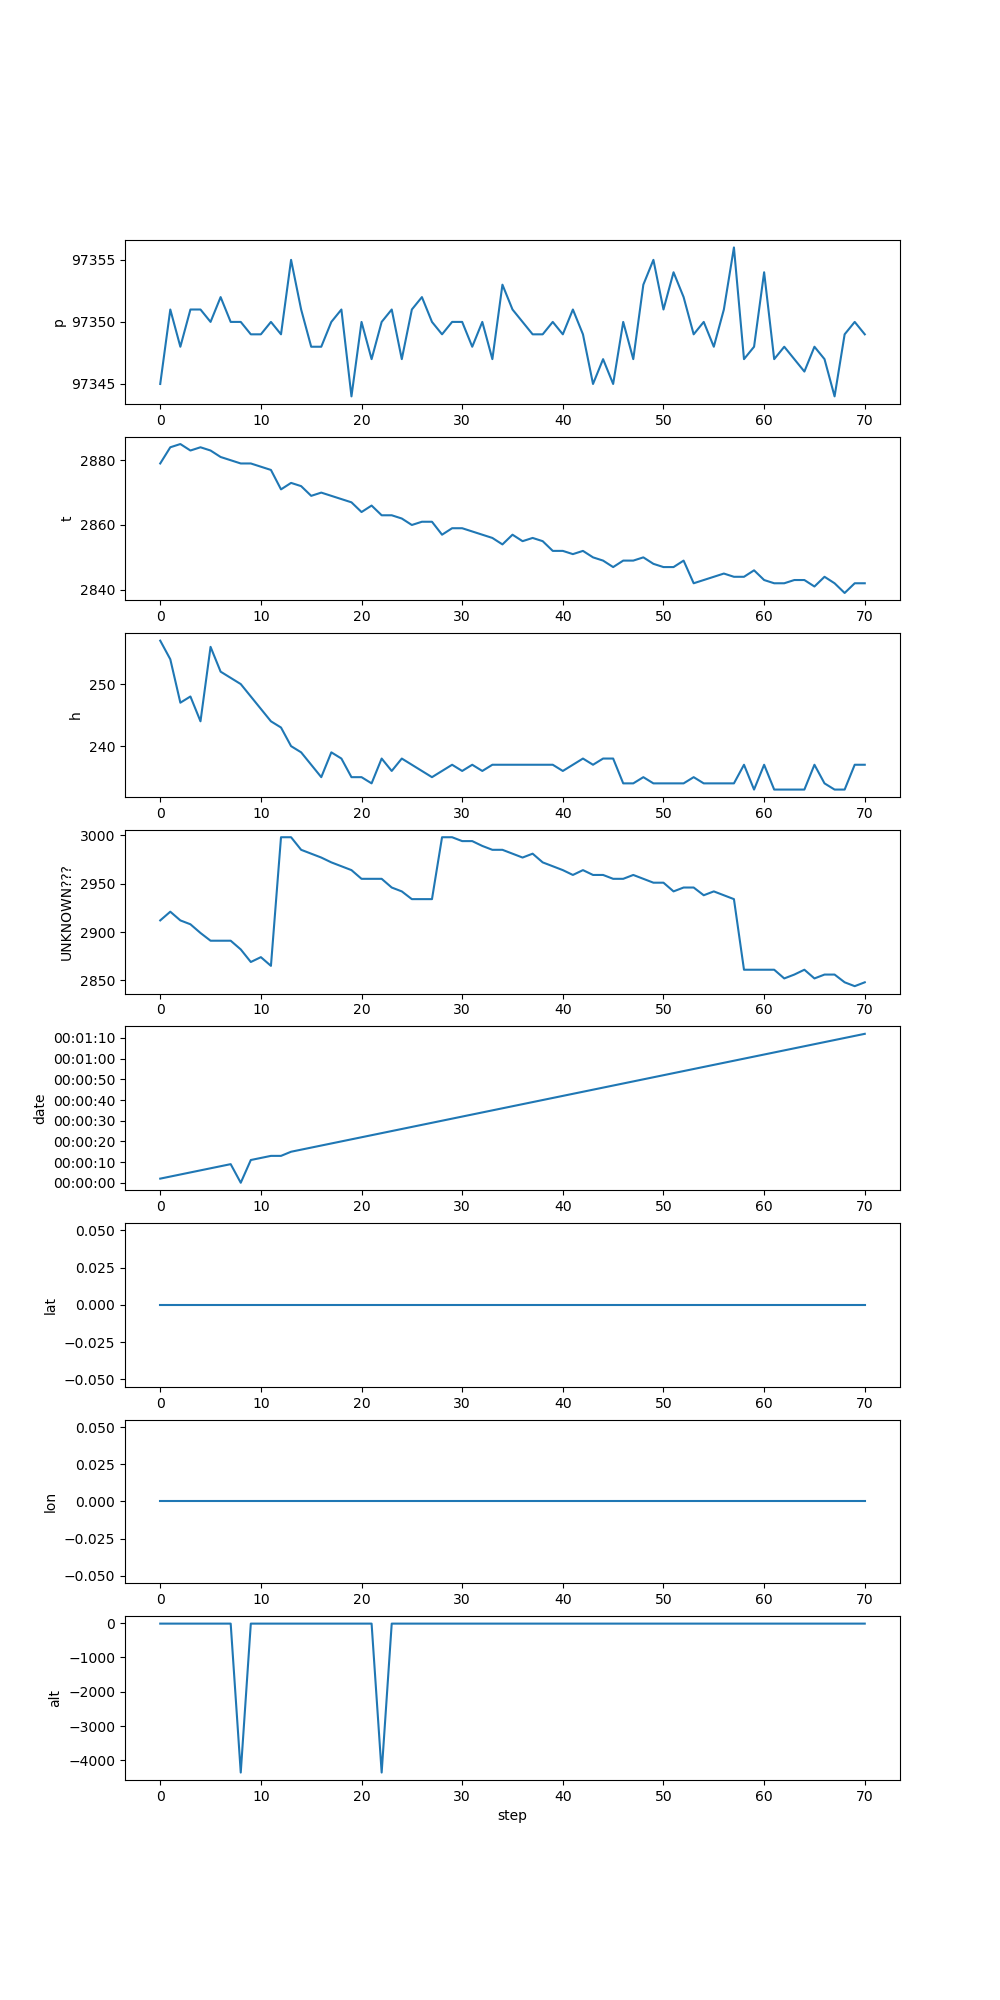 97355
97350
97345
p
0 10 20 30 40 50 60 70
2880
2860
2840
t
0 10 20 30 40 50 60 70
250
240
h
0 10 20 30 40 50 60 70
3000
2950
2900
2850
UNKNOWN???
0 10 20 30 40 50 60 70
00:01:10
00:01:00
00:00:50
00:00:40
00:00:30
00:00:20
00:00:10
00:00:00
date
0 10 20 30 40 50 60 70
0.050
0.025
0.000
−0.025
−0.050
lat
0 10 20 30 40 50 60 70
0.050
0.025
0.000
−0.025
−0.050
lon
0 10 20 30 40 50 60 70
0
−1000
−2000
−3000
−4000
alt
0 10 20 30 40 50 60 70
step